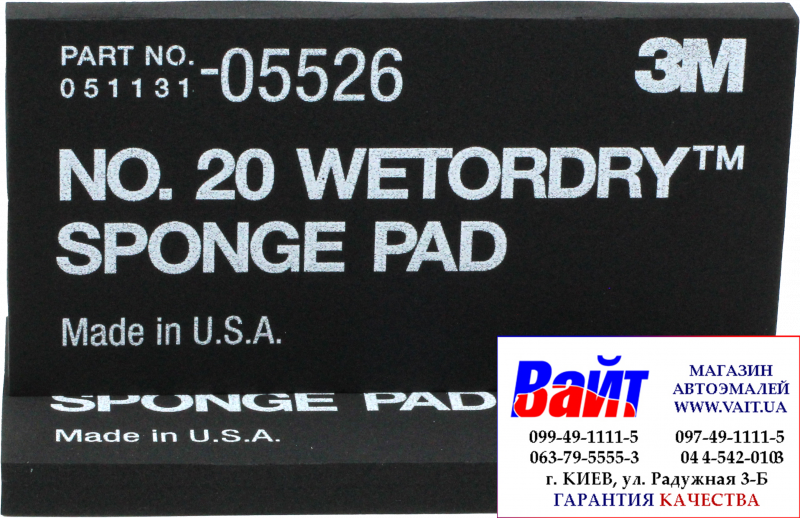 PART NO.
051131-05526
3M
NO. 20 WETORDRY™
SPONGE PAD
Made in U.S.A.
SPONGE PAD
Made in U.S.A.
Вайт
МАГАЗИН
АВТОЭМАЛЕЙ
WWW.VAIT.UA
099-49-1111-5 097-49-1111-5
063-79-5555-3 04 4-542-0103
г. КИЕВ, ул. Радужная 3-Б
ГАРАНТИЯ КАЧЕСТВА